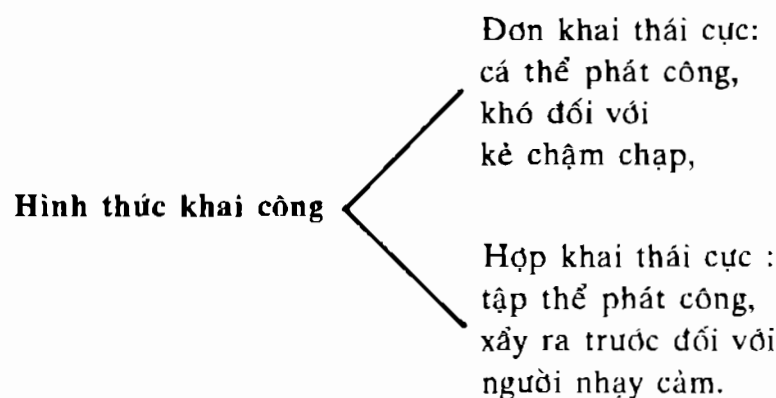 Đơn khai thái cực:
cá thể phát công,
khó đối với
kẻ chậm chạp,
Hình thức khai công
Hợp khai thái cực :
tập thể phát công,
xẩy ra trước đối với
người nhạy cảm.